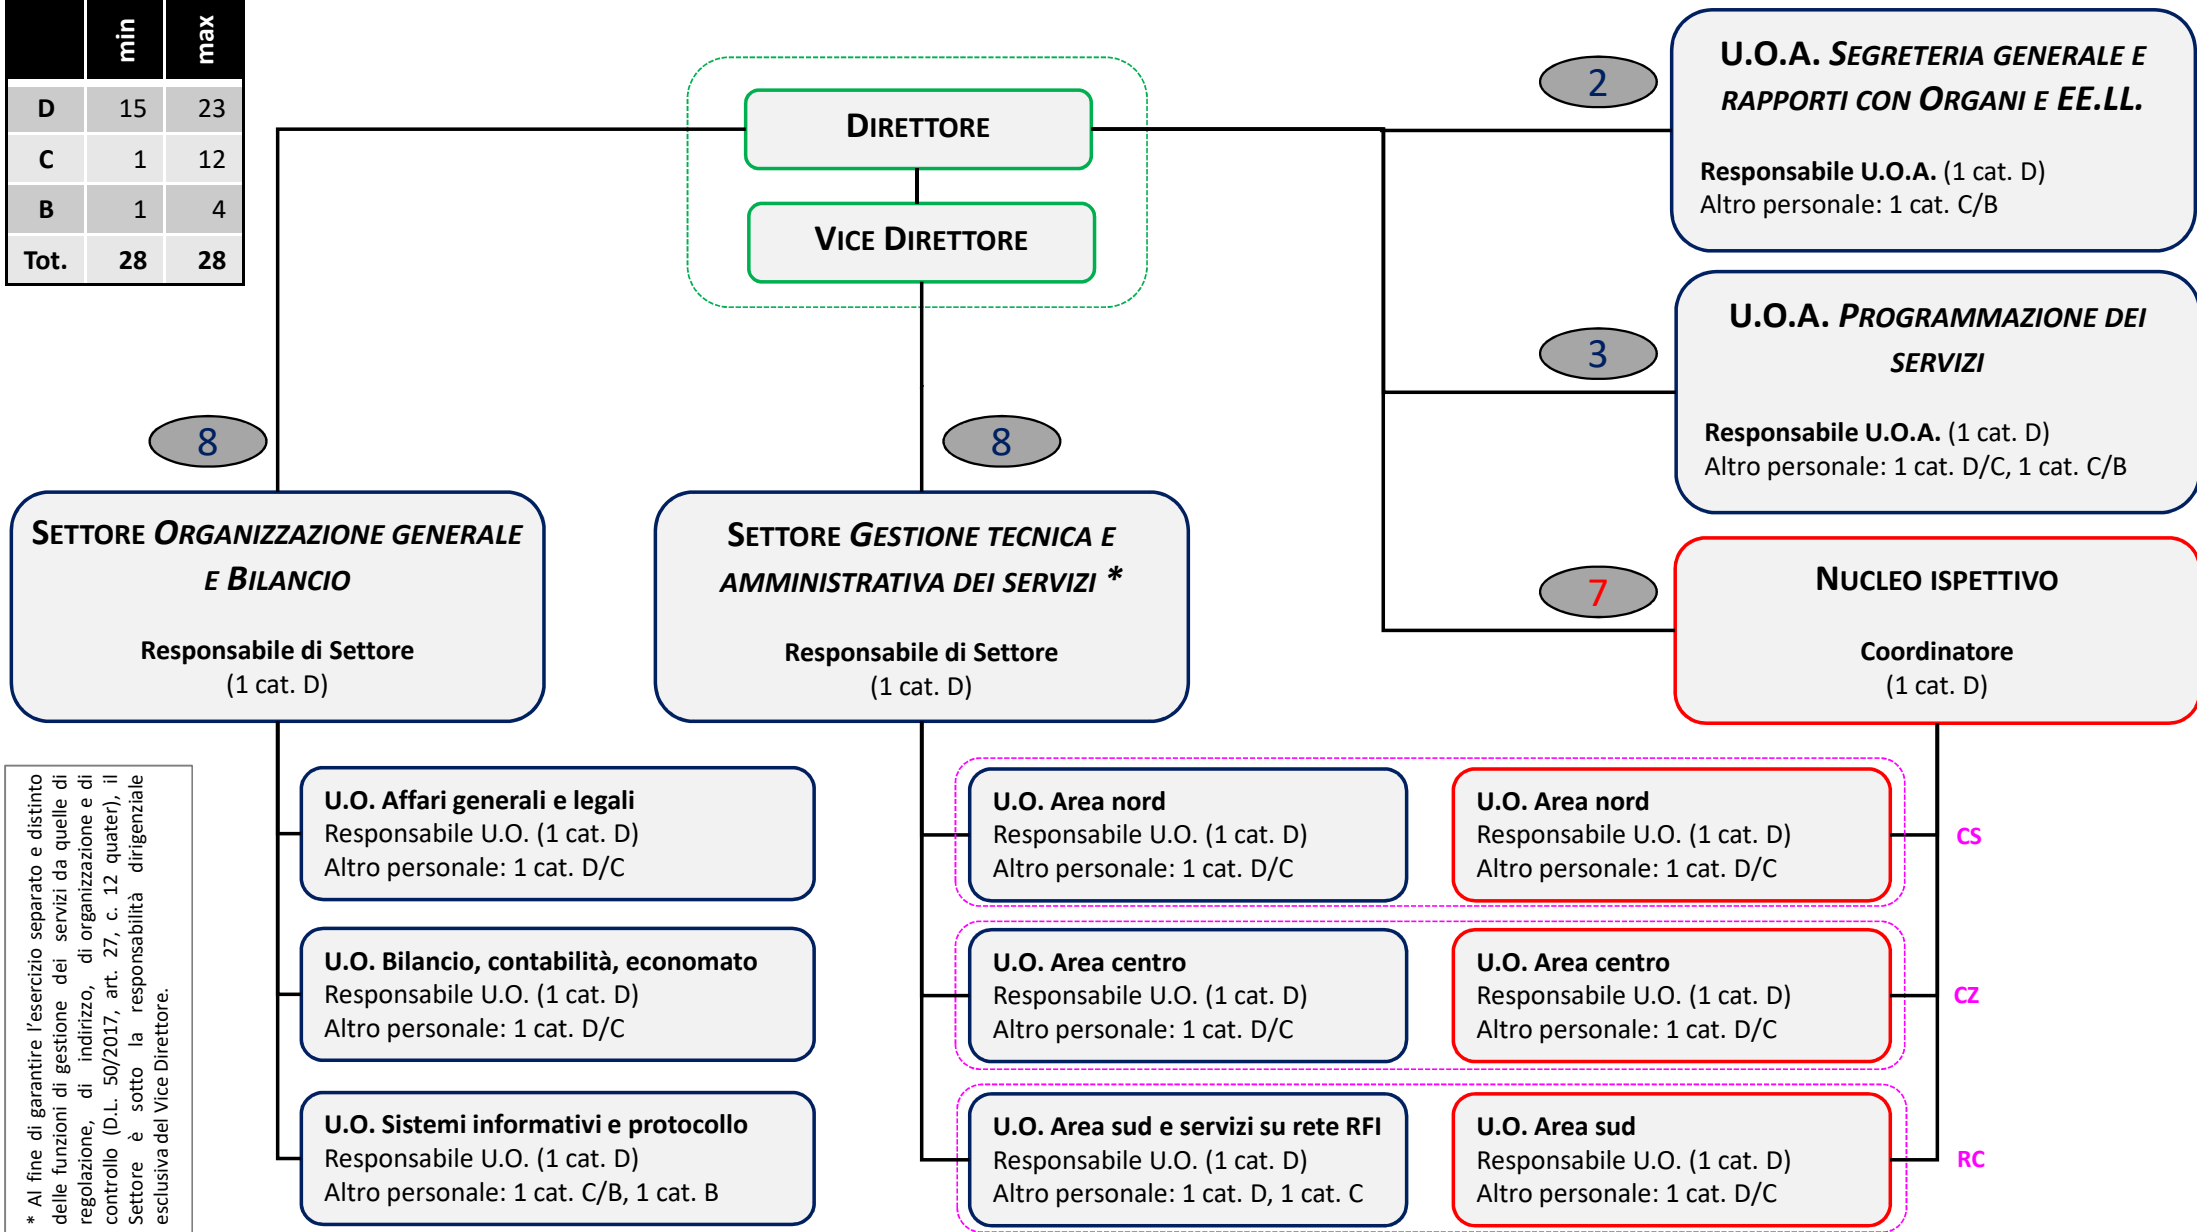 min max
D 15 23
C 1 12
B 1 4
Tot. 28 28
DIRETTORE
VICE DIRETTORE
2
U.O.A. SEGRETERIA GENERALE E
RAPPORTI CON ORGANI E EE.LL.
Responsabile U.O.A. (1 cat. D)
Altro personale: 1 cat. C/B
3
U.O.A. PROGRAMMAZIONE DEI
SERVIZI
Responsabile U.O.A. (1 cat. D)
Altro personale: 1 cat. D/C, 1 cat. C/B
8
SETTORE ORGANIZZAZIONE GENERALE
E BILANCIO
Responsabile di Settore
(1 cat. D)
8
SETTORE GESTIONE TECNICA E
AMMINISTRATIVA DEI SERVIZI *
Responsabile di Settore
(1 cat. D)
7
NUCLEO ISPETTIVO
Coordinatore
(1 cat. D)
U.O. Affari generali e legali
Responsabile U.O. (1 cat. D)
Altro personale: 1 cat. D/C
U.O. Bilancio, contabilità, economato
Responsabile U.O. (1 cat. D)
Altro personale: 1 cat. D/C
U.O. Sistemi informativi e protocollo
Responsabile U.O. (1 cat. D)
Altro personale: 1 cat. C/B, 1 cat. B
U.O. Area nord
Responsabile U.O. (1 cat. D)
Altro personale: 1 cat. D/C
U.O. Area nord
Responsabile U.O. (1 cat. D)
Altro personale: 1 cat. D/C
CS
U.O. Area centro
Responsabile U.O. (1 cat. D)
Altro personale: 1 cat. D/C
U.O. Area centro
Responsabile U.O. (1 cat. D)
Altro personale: 1 cat. D/C
CZ
U.O. Area sud e servizi su rete RFI
Responsabile U.O. (1 cat. D)
Altro personale: 1 cat. D, 1 cat. C
U.O. Area sud
Responsabile U.O. (1 cat. D)
Altro personale: 1 cat. D/C
RC
* Al fine di garantire l'esercizio separato e distinto
delle funzioni di gestione dei servizi da quelle di
regolazione, di indirizzo, di organizzazione e di
controllo (D.L. 50/2017, art. 27, c. 12 quater), il
Settore è sotto la responsabilità dirigenziale
esclusiva del Vice Direttore.